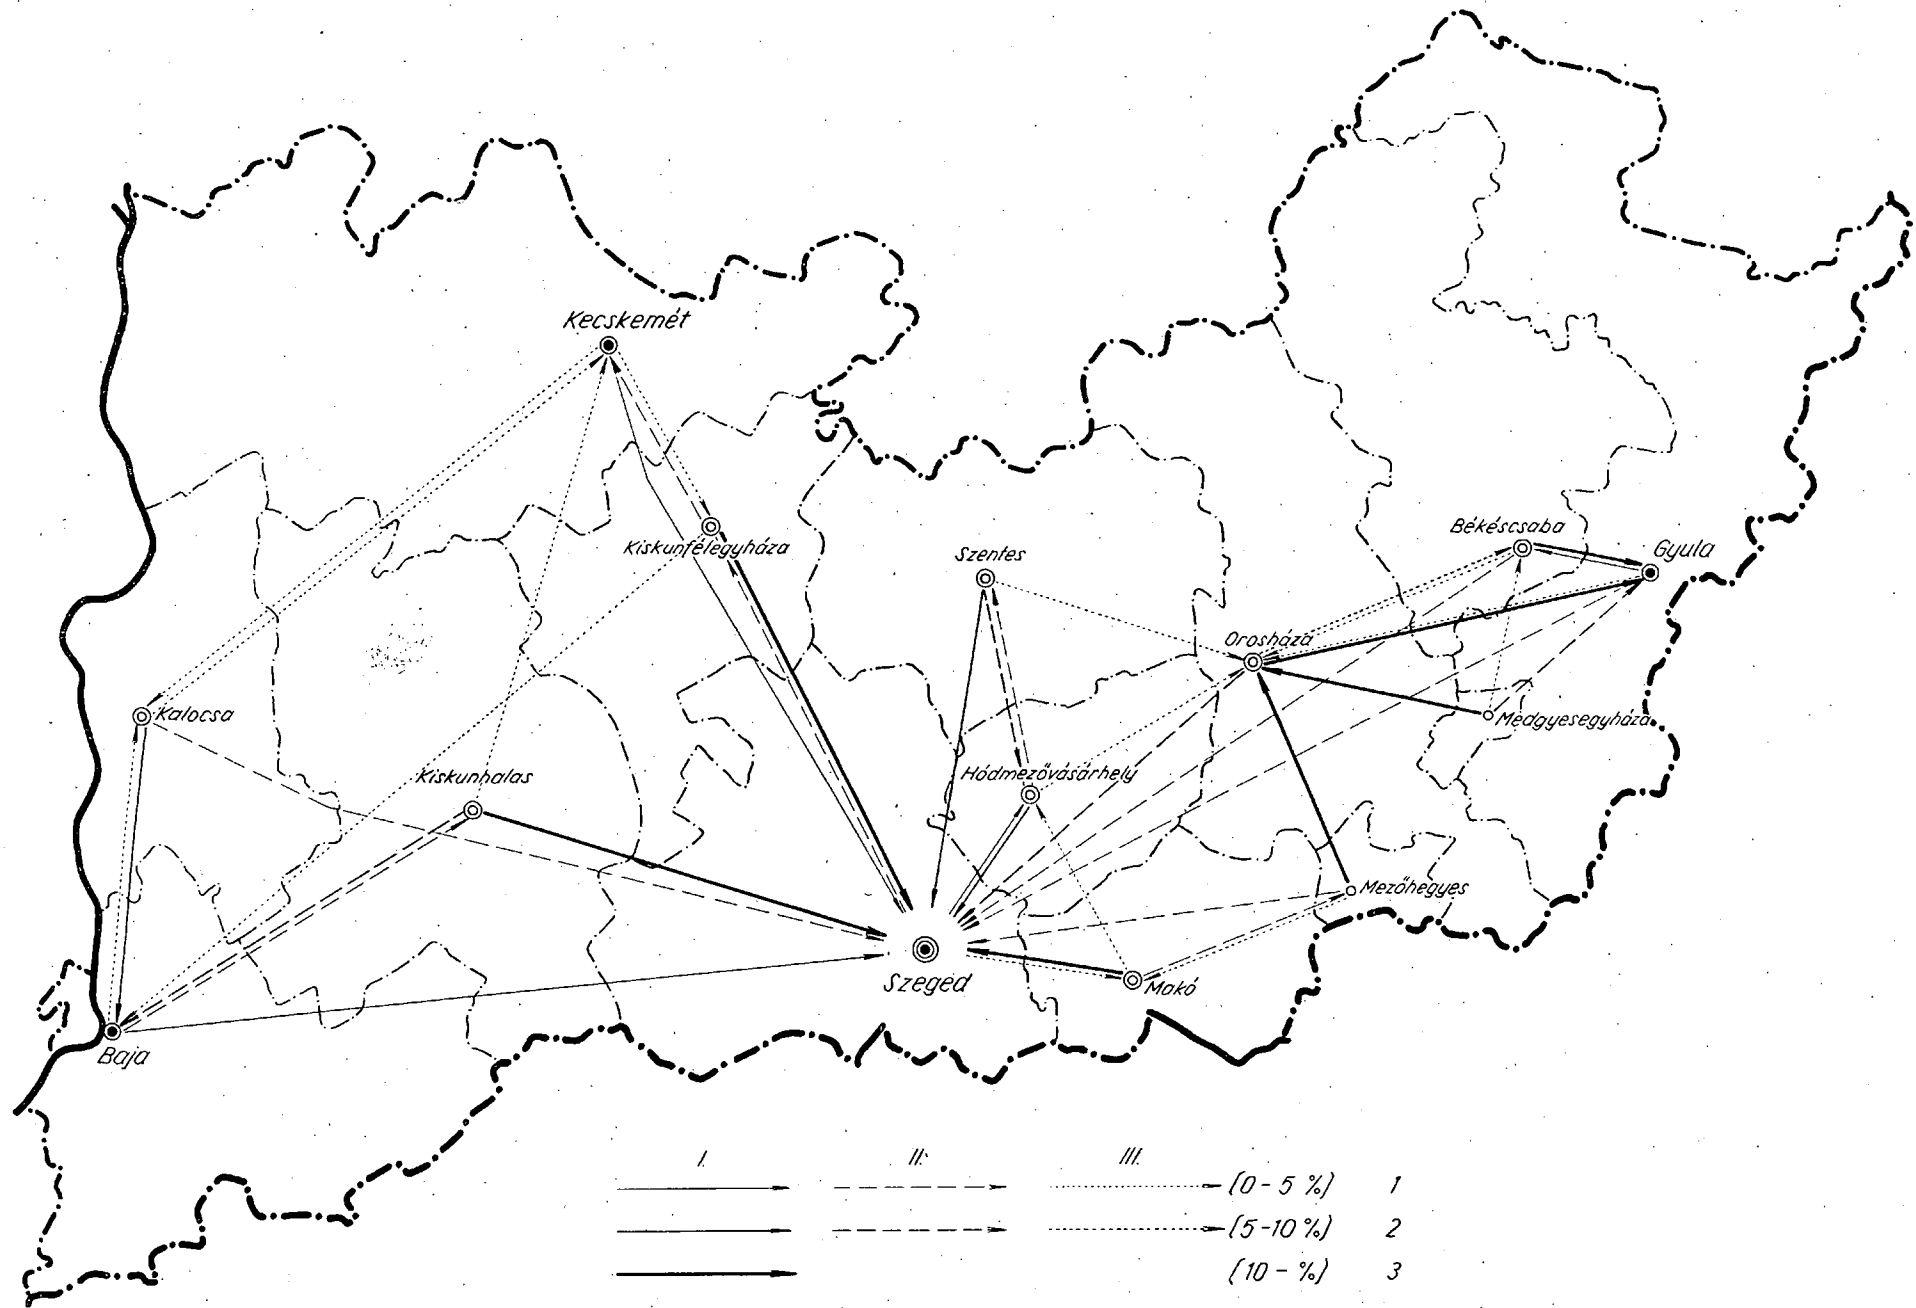 Kecskemét
Kiskunfélegyháza
Szentes
Békéscsaba
Gyula
Orosháza
Kalocsa
Medgyesegyháza
Kiskunhalas
Hódmezővásárhely
Mezőhegyes
Szeged
Makó
Baja
I. II. III.
(0-5 %) 1
(5-10 %) 2
(10- %) 3